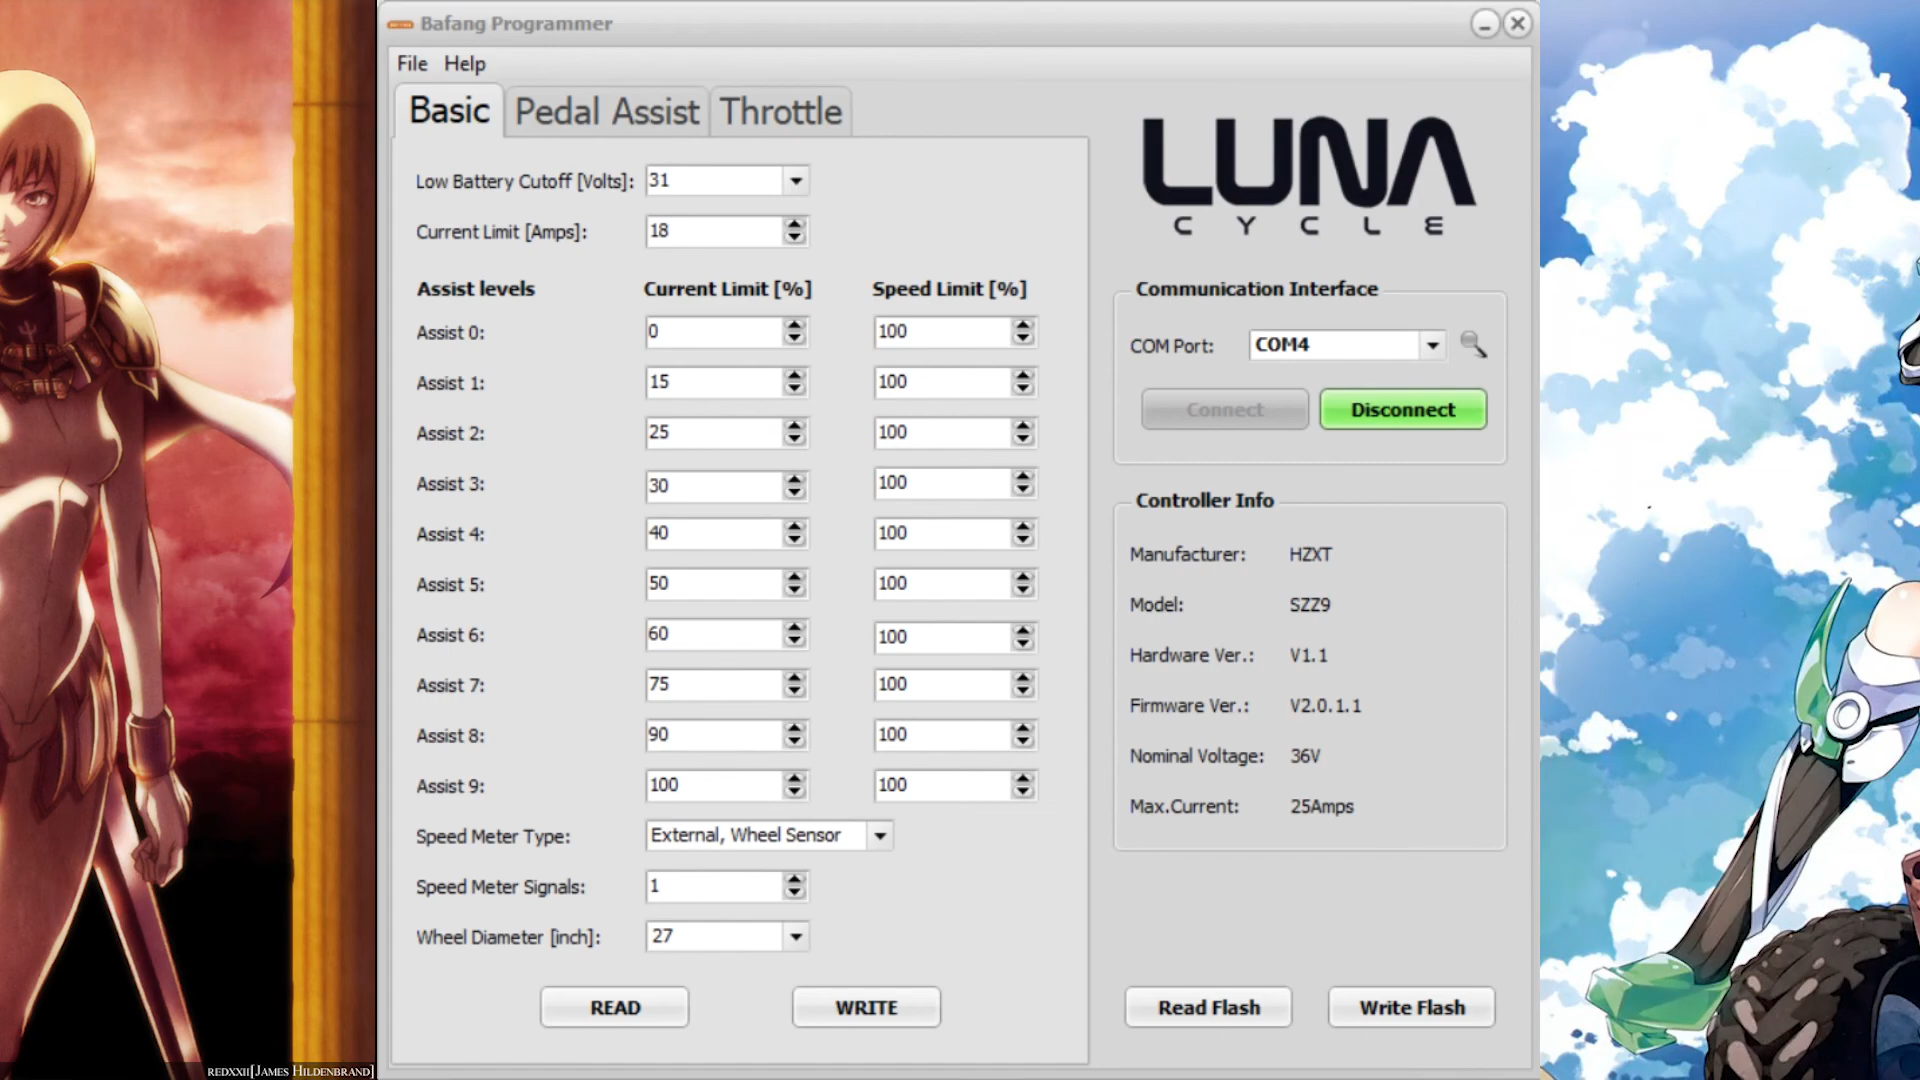 Bafang Programmer
File Help
Basic Pedal Assist Throttle
Low Battery Cutoff [Volts]: 31
Current Limit [Amps]: 18
Assist levels Current Limit [%] Speed Limit [%]
Assist 0: 0 100
Assist 1: 15 100
Assist 2: 25 100
Assist 3: 30 100
Assist 4: 40 100
Assist 5: 50 100
Assist 6: 60 100
Assist 7: 75 100
Assist 8: 90 100
Assist 9: 100 100
Speed Meter Type: External, Wheel Sensor
Speed Meter Signals: 1
Wheel Diameter [inch]: 27
READ WRITE
LUNA
CYCLE
Communication Interface
COM Port: COM4
Connect Disconnect
Controller Info
Manufacturer: HZXT
Model: SZZ9
Hardware Ver.: V1.1
Firmware Ver.: V2.0.1.1
Nominal Voltage: 36V
Max.Current: 25Amps
Read Flash Write Flash
REDXXII[JAMES HILDENBRAND]